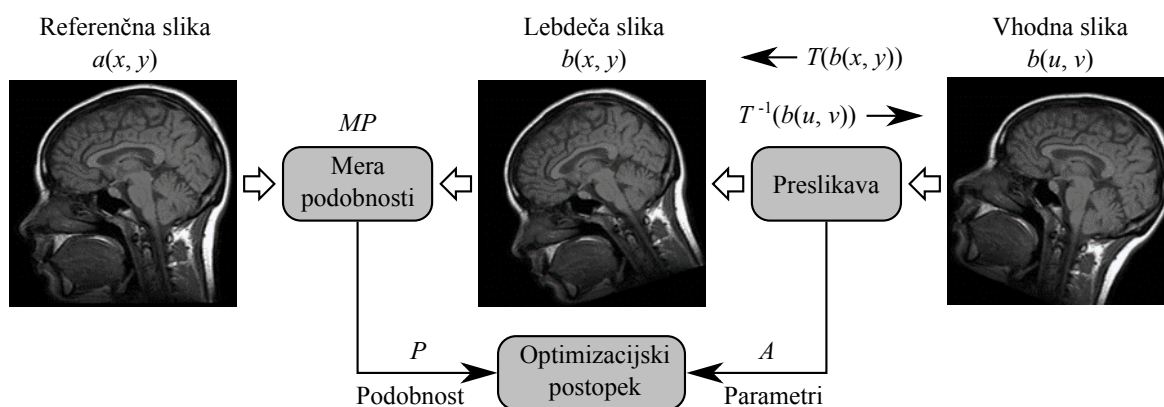 Referenčna slika
a(x, y)
Lebdeča slika
b(x, y)
Vhodna slika
b(u, v)
T(b(x, y))
T⁻¹(b(u, v))
MP
Mera
podobnosti
Preslikava
P
Podobnost
Optimizacijski
postopek
A
Parametri